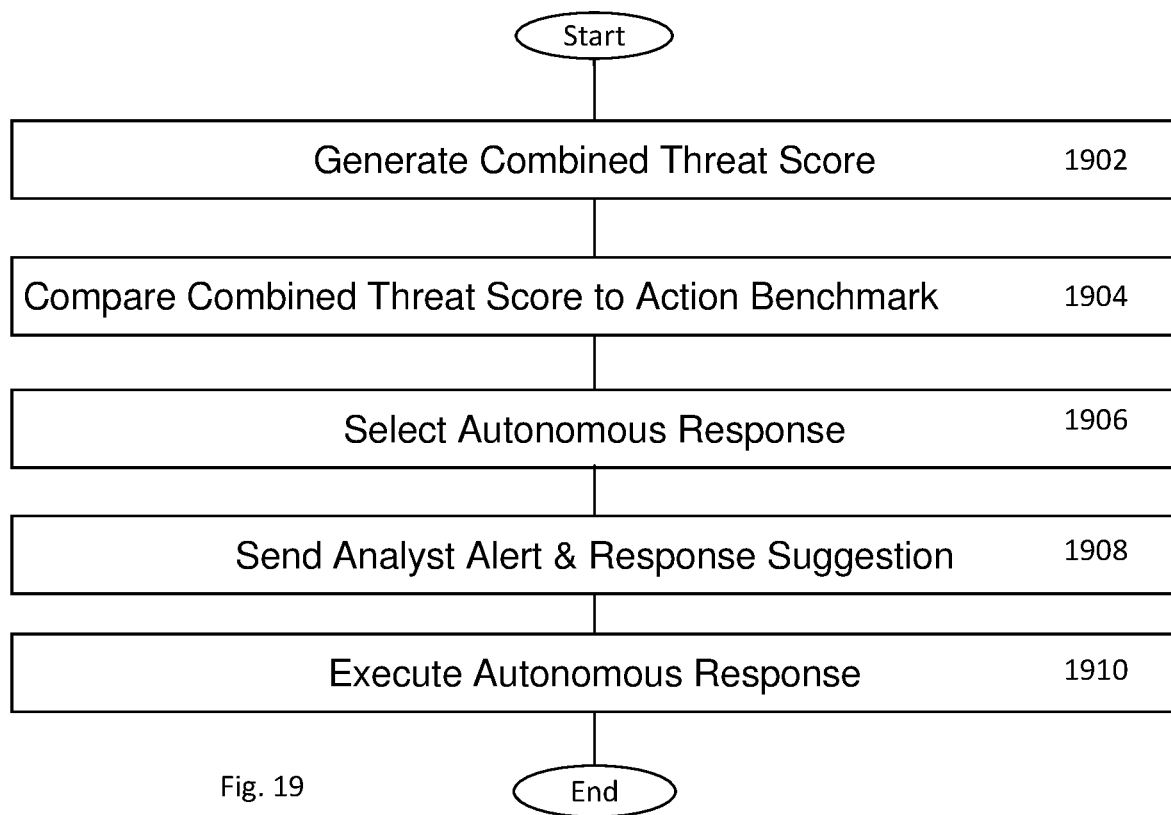 Start
Generate Combined Threat Score 1902
Compare Combined Threat Score to Action Benchmark 1904
Select Autonomous Response 1906
Send Analyst Alert & Response Suggestion 1908
Execute Autonomous Response 1910
Fig. 19
End